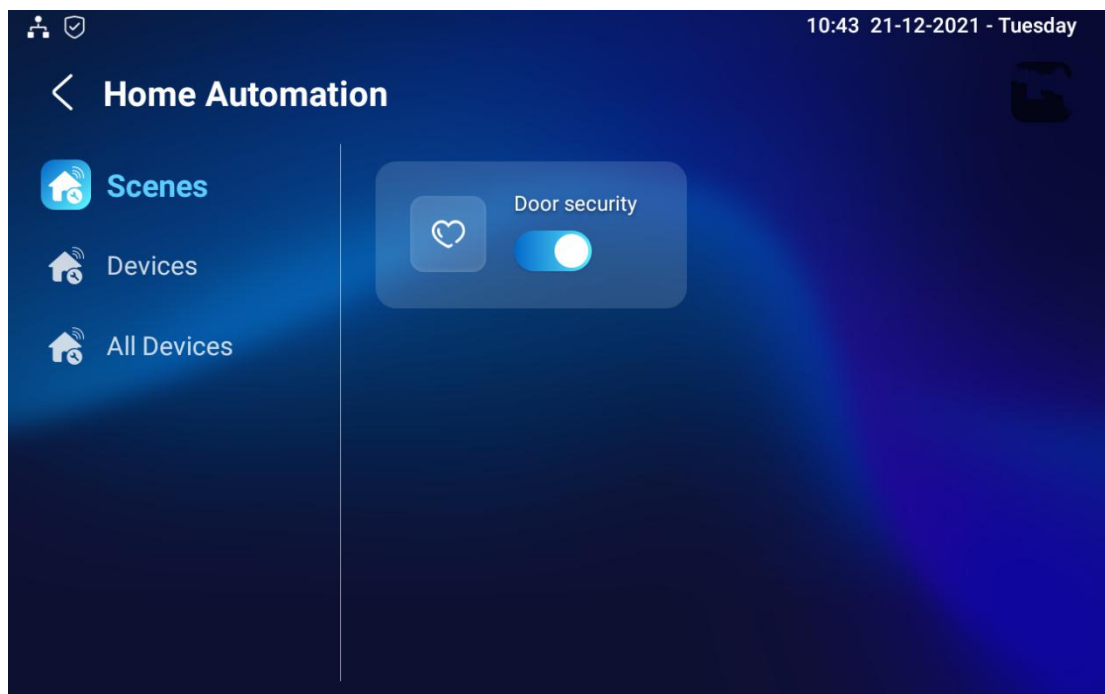 10:43 21-12-2021 - Tuesday
Home Automation
Scenes
Door security
Devices
All Devices